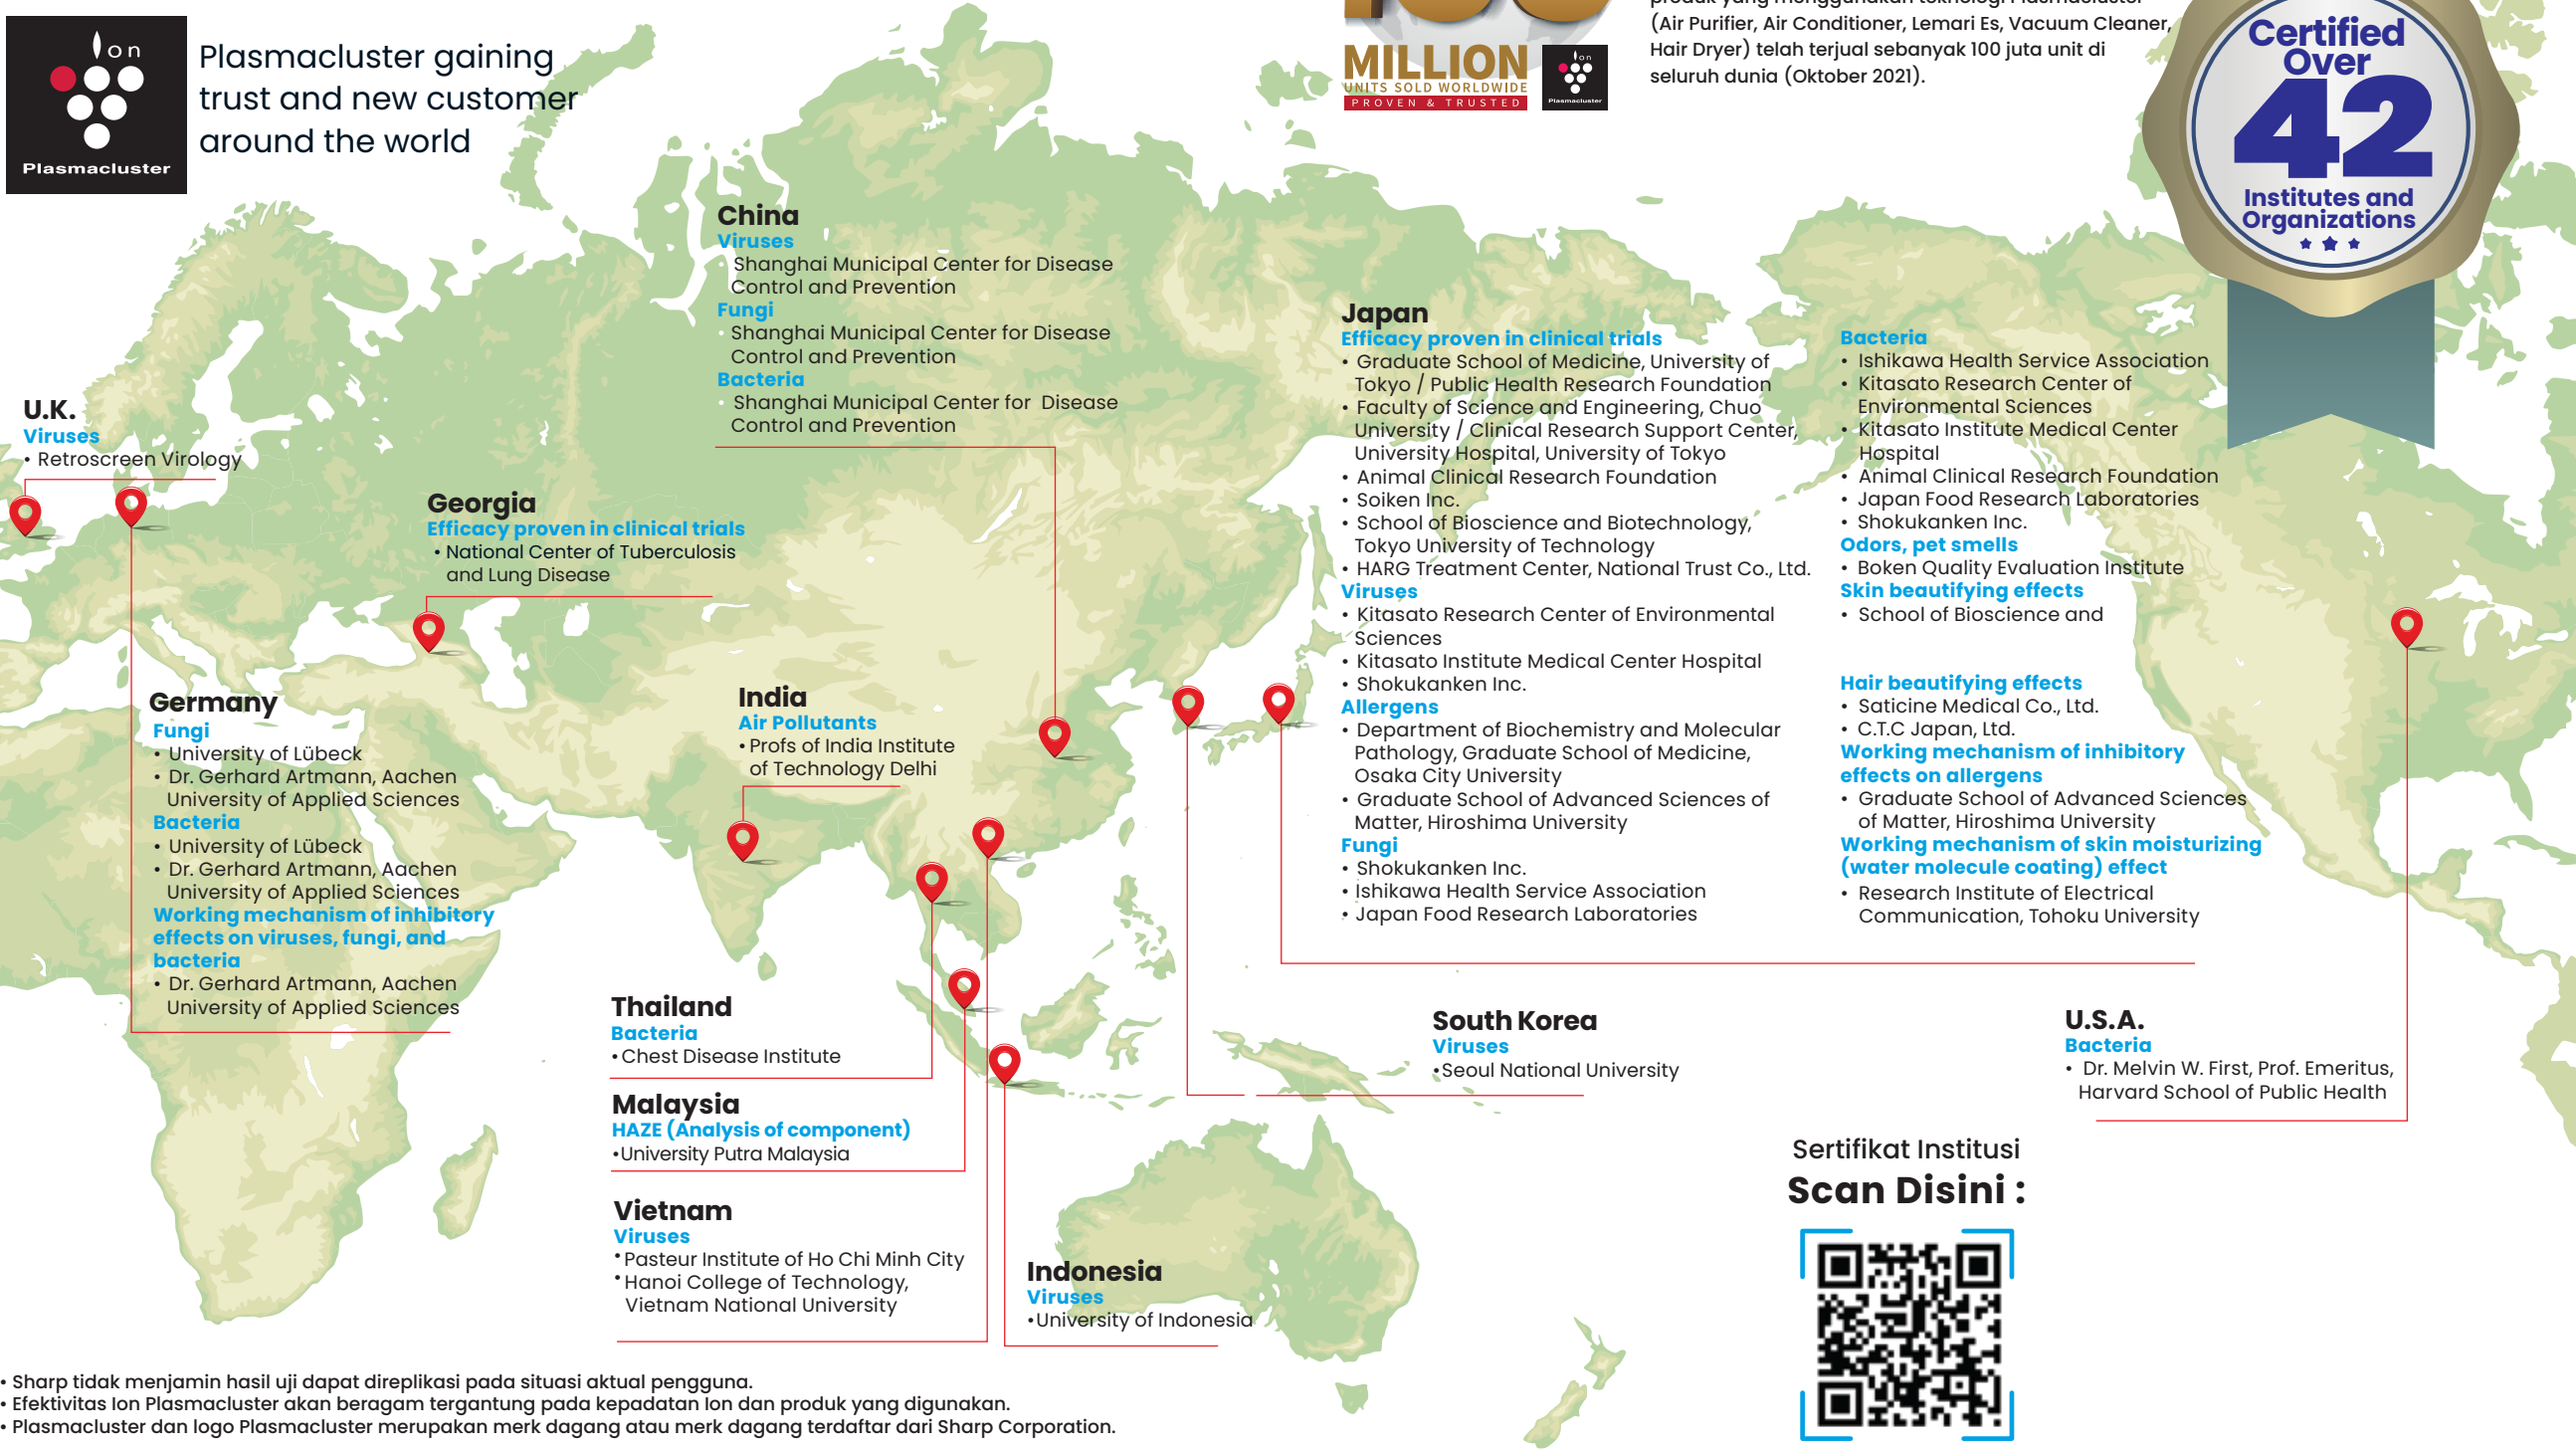 Ion
Plasmacluster
Plasmacluster gaining
trust and new customer
around the world
MILLION
UNITS SOLD WORLDWIDE
PROVEN & TRUSTED
Ion
Plasmacluster
produk yang menggunakan teknologi Plasmacluster
(Air Purifier, Air Conditioner, Lemari Es, Vacuum Cleaner,
Hair Dryer) telah terjual sebanyak 100 juta unit di
seluruh dunia (Oktober 2021).
Certified
Over
42
Institutes and
Organizations
China
Viruses
Shanghai Municipal Center for Disease
Control and Prevention
Fungi
Shanghai Municipal Center for Disease
Control and Prevention
Bacteria
Shanghai Municipal Center for Disease
Control and Prevention
U.K.
Viruses
• Retroscreen Virology
Georgia
Efficacy proven in clinical trials
• National Center of Tuberculosis
and Lung Disease
Germany
Fungi
• University of Lübeck
• Dr. Gerhard Artmann, Aachen
University of Applied Sciences
Bacteria
• University of Lübeck
• Dr. Gerhard Artmann, Aachen
University of Applied Sciences
Working mechanism of inhibitory
effects on viruses, fungi, and
bacteria
• Dr. Gerhard Artmann, Aachen
University of Applied Sciences
India
Air Pollutants
• Profs of India Institute
of Technology Delhi
Japan
Efficacy proven in clinical trials
• Graduate School of Medicine, University of
Tokyo / Public Health Research Foundation
• Faculty of Science and Engineering, Chuo
University / Clinical Research Support Center,
University Hospital, University of Tokyo
• Animal Clinical Research Foundation
• Soiken Inc.
• School of Bioscience and Biotechnology,
Tokyo University of Technology
• HARG Treatment Center, National Trust Co., Ltd.
Viruses
• Kitasato Research Center of Environmental
Sciences
• Kitasato Institute Medical Center Hospital
• Shokukanken Inc.
Allergens
• Department of Biochemistry and Molecular
Pathology, Graduate School of Medicine,
Osaka City University
• Graduate School of Advanced Sciences of
Matter, Hiroshima University
Fungi
• Shokukanken Inc.
• Ishikawa Health Service Association
• Japan Food Research Laboratories
Bacteria
• Ishikawa Health Service Association
• Kitasato Research Center of
Environmental Sciences
• Kitasato Institute Medical Center
Hospital
• Animal Clinical Research Foundation
• Japan Food Research Laboratories
• Shokukanken Inc.
Odors, pet smells
• Boken Quality Evaluation Institute
Skin beautifying effects
• School of Bioscience and
Hair beautifying effects
• Saticine Medical Co., Ltd.
• C.T.C Japan, Ltd.
Working mechanism of inhibitory
effects on allergens
• Graduate School of Advanced Sciences
of Matter, Hiroshima University
Working mechanism of skin moisturizing
(water molecule coating) effect
• Research Institute of Electrical
Communication, Tohoku University
Thailand
Bacteria
• Chest Disease Institute
Malaysia
HAZE (Analysis of component)
• University Putra Malaysia
Vietnam
Viruses
• Pasteur Institute of Ho Chi Minh City
• Hanoi College of Technology,
Vietnam National University
Indonesia
Viruses
• University of Indonesia
South Korea
Viruses
• Seoul National University
U.S.A.
Bacteria
• Dr. Melvin W. First, Prof. Emeritus,
Harvard School of Public Health
Sertifikat Institusi
Scan Disini :
• Sharp tidak menjamin hasil uji dapat direplikasi pada situasi aktual pengguna.
• Efektivitas Ion Plasmacluster akan beragam tergantung pada kepadatan Ion dan produk yang digunakan.
• Plasmacluster dan logo Plasmacluster merupakan merk dagang atau merk dagang terdaftar dari Sharp Corporation.